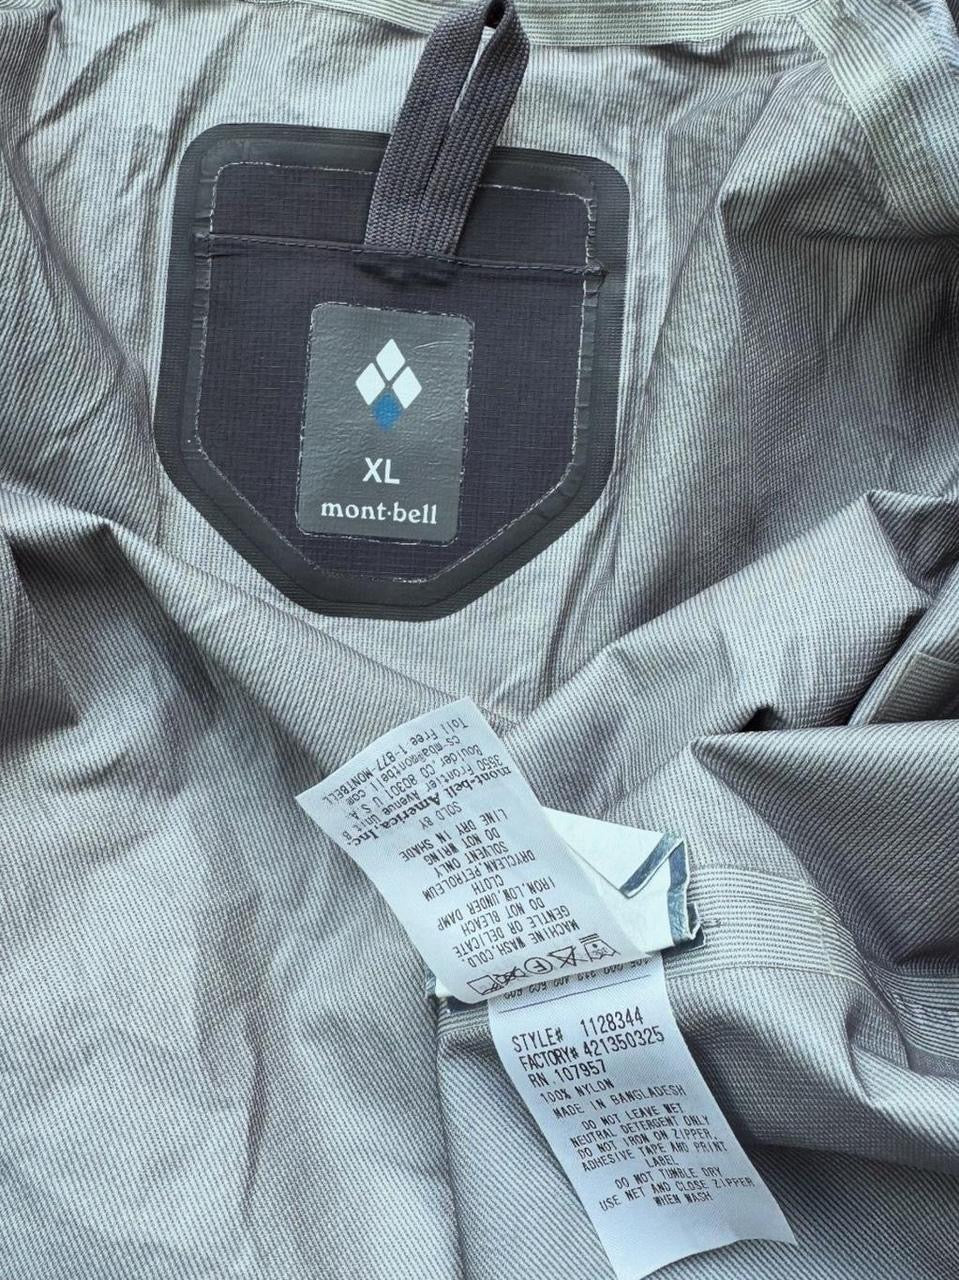 XL
mont·bell
mont-bell America, Inc.
3550 Frontier Avenue Unit B
Boulder, CO 80301 U.S.A.
cs-mba@montbell.com
Toll Free 1-877-MONTBELL
MACHINE WASH,COLD
GENTLE OR DELICATE
DO NOT BLEACH
IRON,LOW,UNDER DAMP
CLOTH
DRYCLEAN,PETROLEUM
SOLVENT ONLY
DO NOT WRING
LINE DRY IN SHADE
SOLD BY
STYLE# 1128344
FACTORY# 421350325
RN 107957
100% NYLON
MADE IN BANGLADESH
DO NOT LEAVE WET
NEUTRAL DETERGENT ONLY
DO NOT IRON ON ZIPPER,
ADHESIVE TAPE AND PRINT
LABEL
DO NOT TUMBLE DRY
USE NET AND CLOSE ZIPPER
WHEN WASH